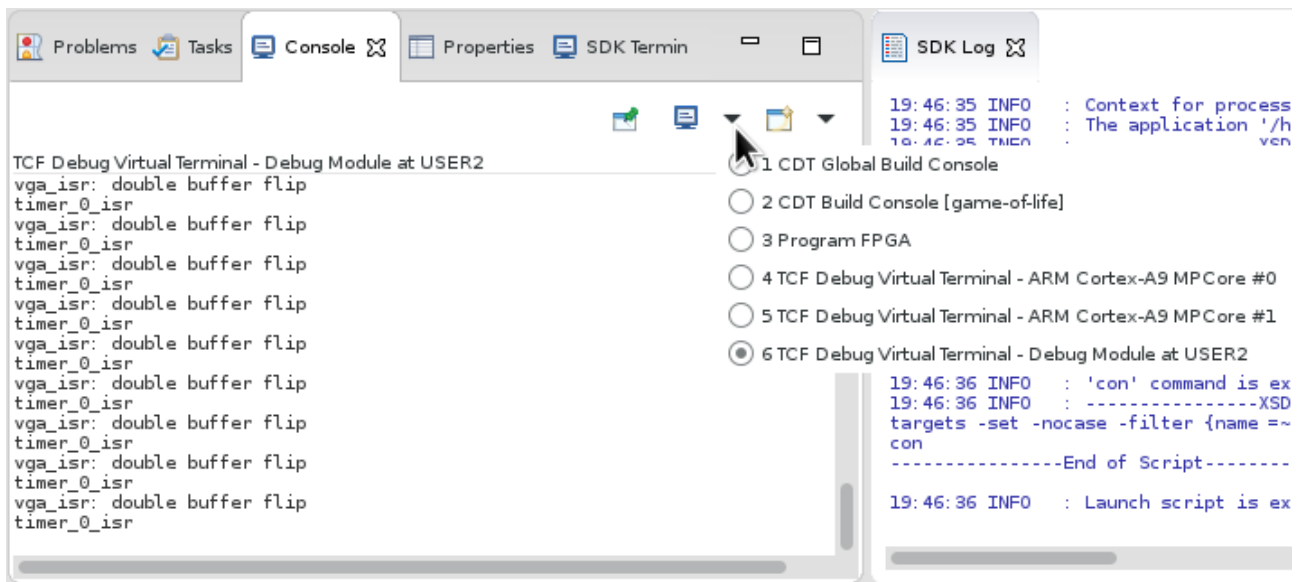 Problems Tasks Console Properties SDK Termin
TCF Debug Virtual Terminal - Debug Module at USER2
vga_isr: double buffer flip
timer_0_isr
vga_isr: double buffer flip
timer_0_isr
vga_isr: double buffer flip
timer_0_isr
vga_isr: double buffer flip
timer_0_isr
vga_isr: double buffer flip
timer_0_isr
vga_isr: double buffer flip
timer_0_isr
vga_isr: double buffer flip
timer_0_isr
vga_isr: double buffer flip
timer_0_isr
vga_isr: double buffer flip
timer_0_isr
1 CDT Global Build Console
2 CDT Build Console [game-of-life]
3 Program FPGA
4 TCF Debug Virtual Terminal - ARM Cortex-A9 MPCore #0
5 TCF Debug Virtual Terminal - ARM Cortex-A9 MPCore #1
6 TCF Debug Virtual Terminal - Debug Module at USER2
SDK Log
19:46:35 INFO : Context for process
19:46:35 INFO : The application '/h
19:46:35 INFO : ----------------XSD
19:46:36 INFO : 'con' command is ex
19:46:36 INFO : ----------------XSD
targets -set -nocase -filter {name =~
con
----------------End of Script--------
19:46:36 INFO : Launch script is ex